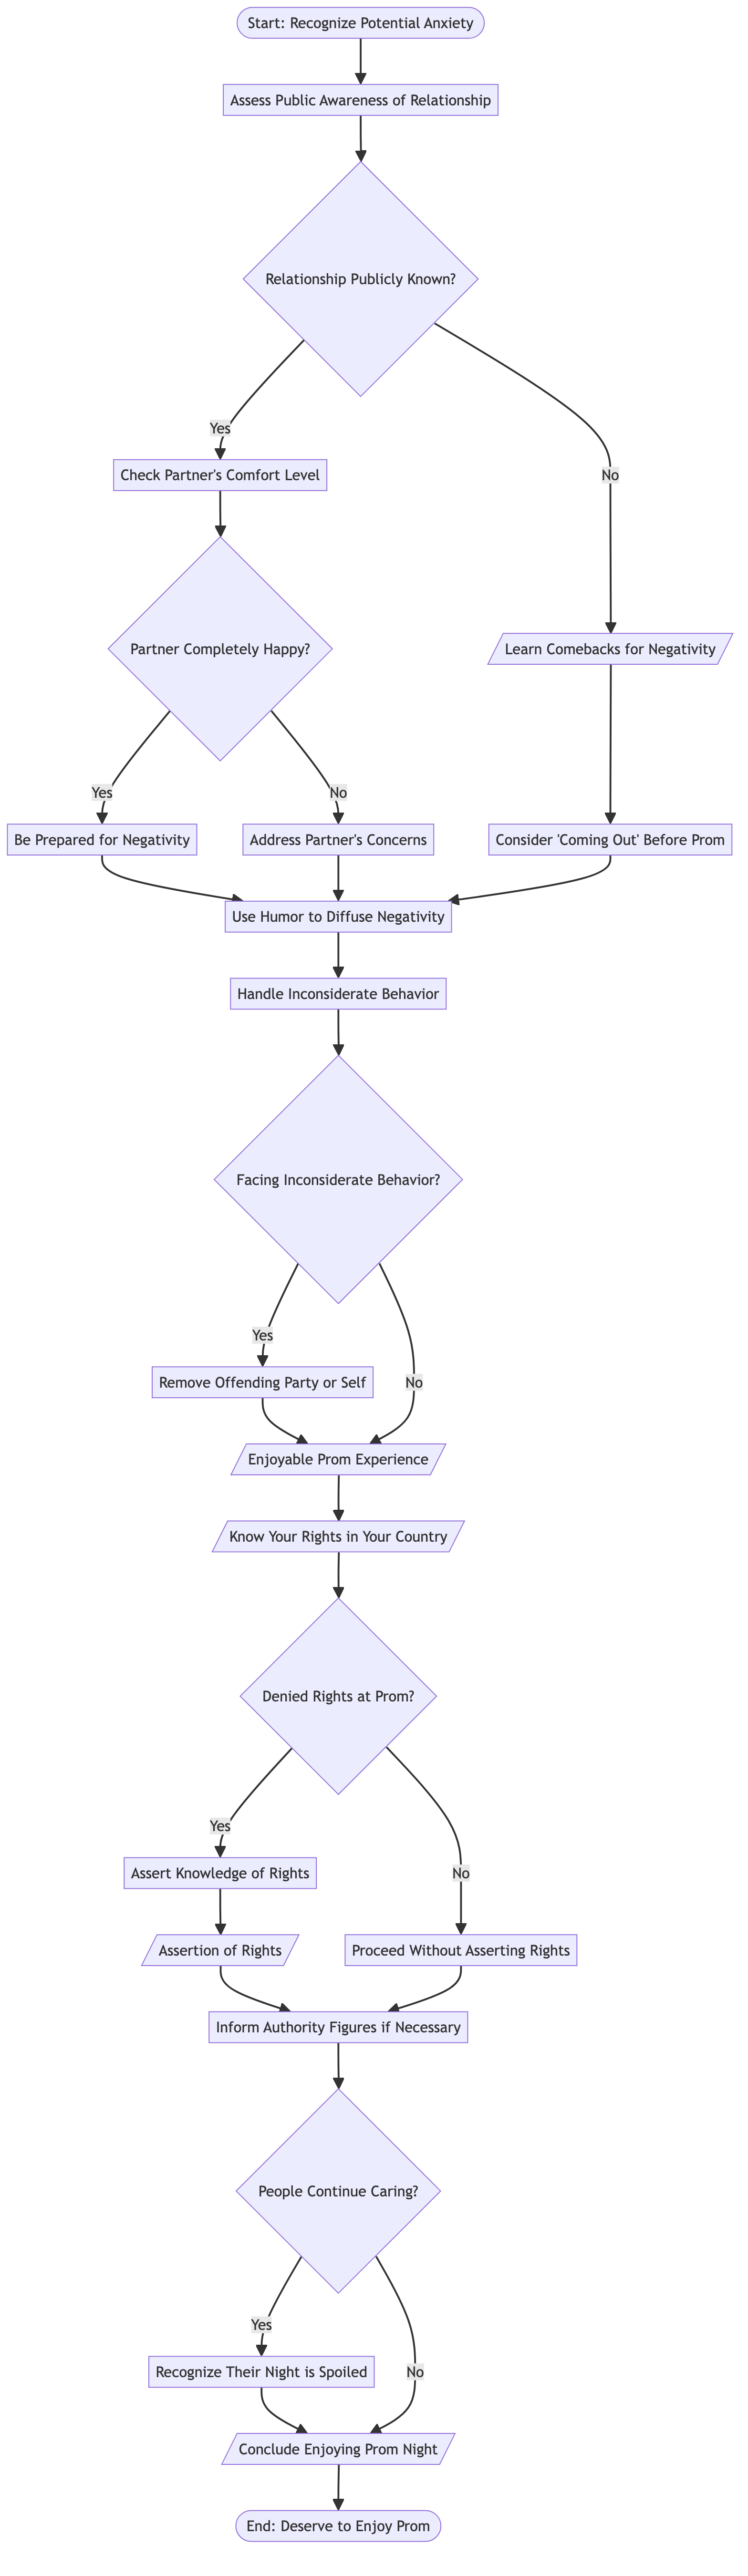 Start: Recognize Potential Anxiety
Assess Public Awareness of Relationship
Relationship Publicly Known?
Yes
Check Partner's Comfort Level
No
Partner Completely Happy?
Learn Comebacks for Negativity
Yes
No
Be Prepared for Negativity
Address Partner's Concerns
Consider 'Coming Out' Before Prom
Use Humor to Diffuse Negativity
Handle Inconsiderate Behavior
Facing Inconsiderate Behavior?
Yes
Remove Offending Party or Self
No
Enjoyable Prom Experience
Know Your Rights in Your Country
Denied Rights at Prom?
Yes
Assert Knowledge of Rights
No
Assertion of Rights
Proceed Without Asserting Rights
Inform Authority Figures if Necessary
People Continue Caring?
Yes
Recognize Their Night is Spoiled
No
Conclude Enjoying Prom Night
End: Deserve to Enjoy Prom